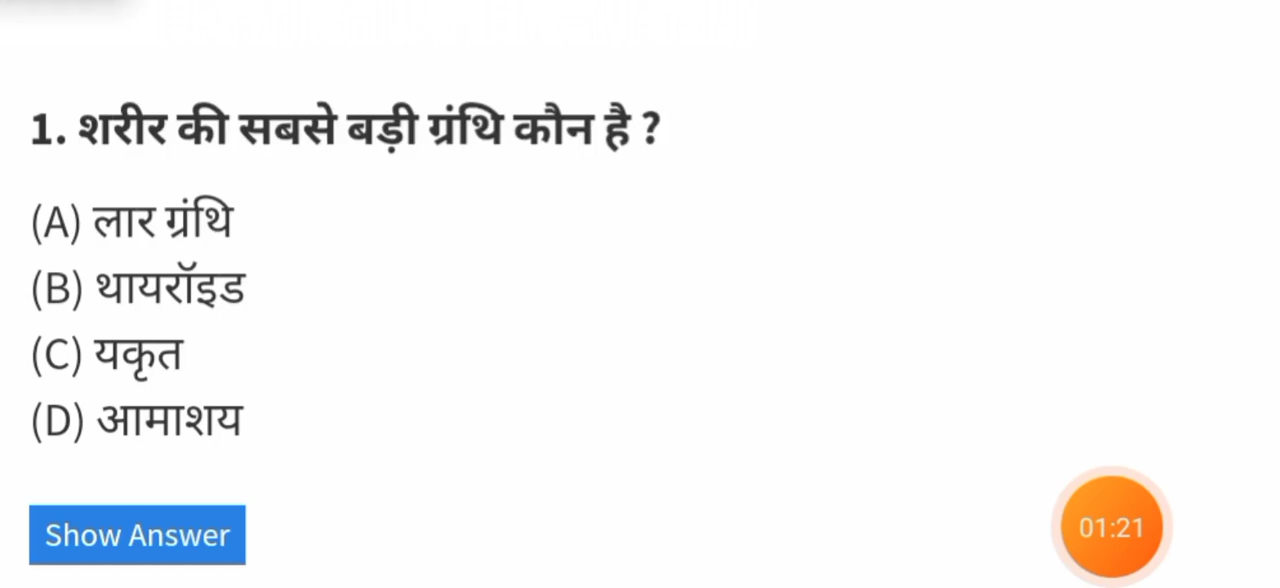 1. शरीर की सबसे बड़ी ग्रंथि कौन है ?
(A) लार ग्रंथि
(B) थायरॉइड
(C) यकृत
(D) आमाशय
Show Answer
01:21